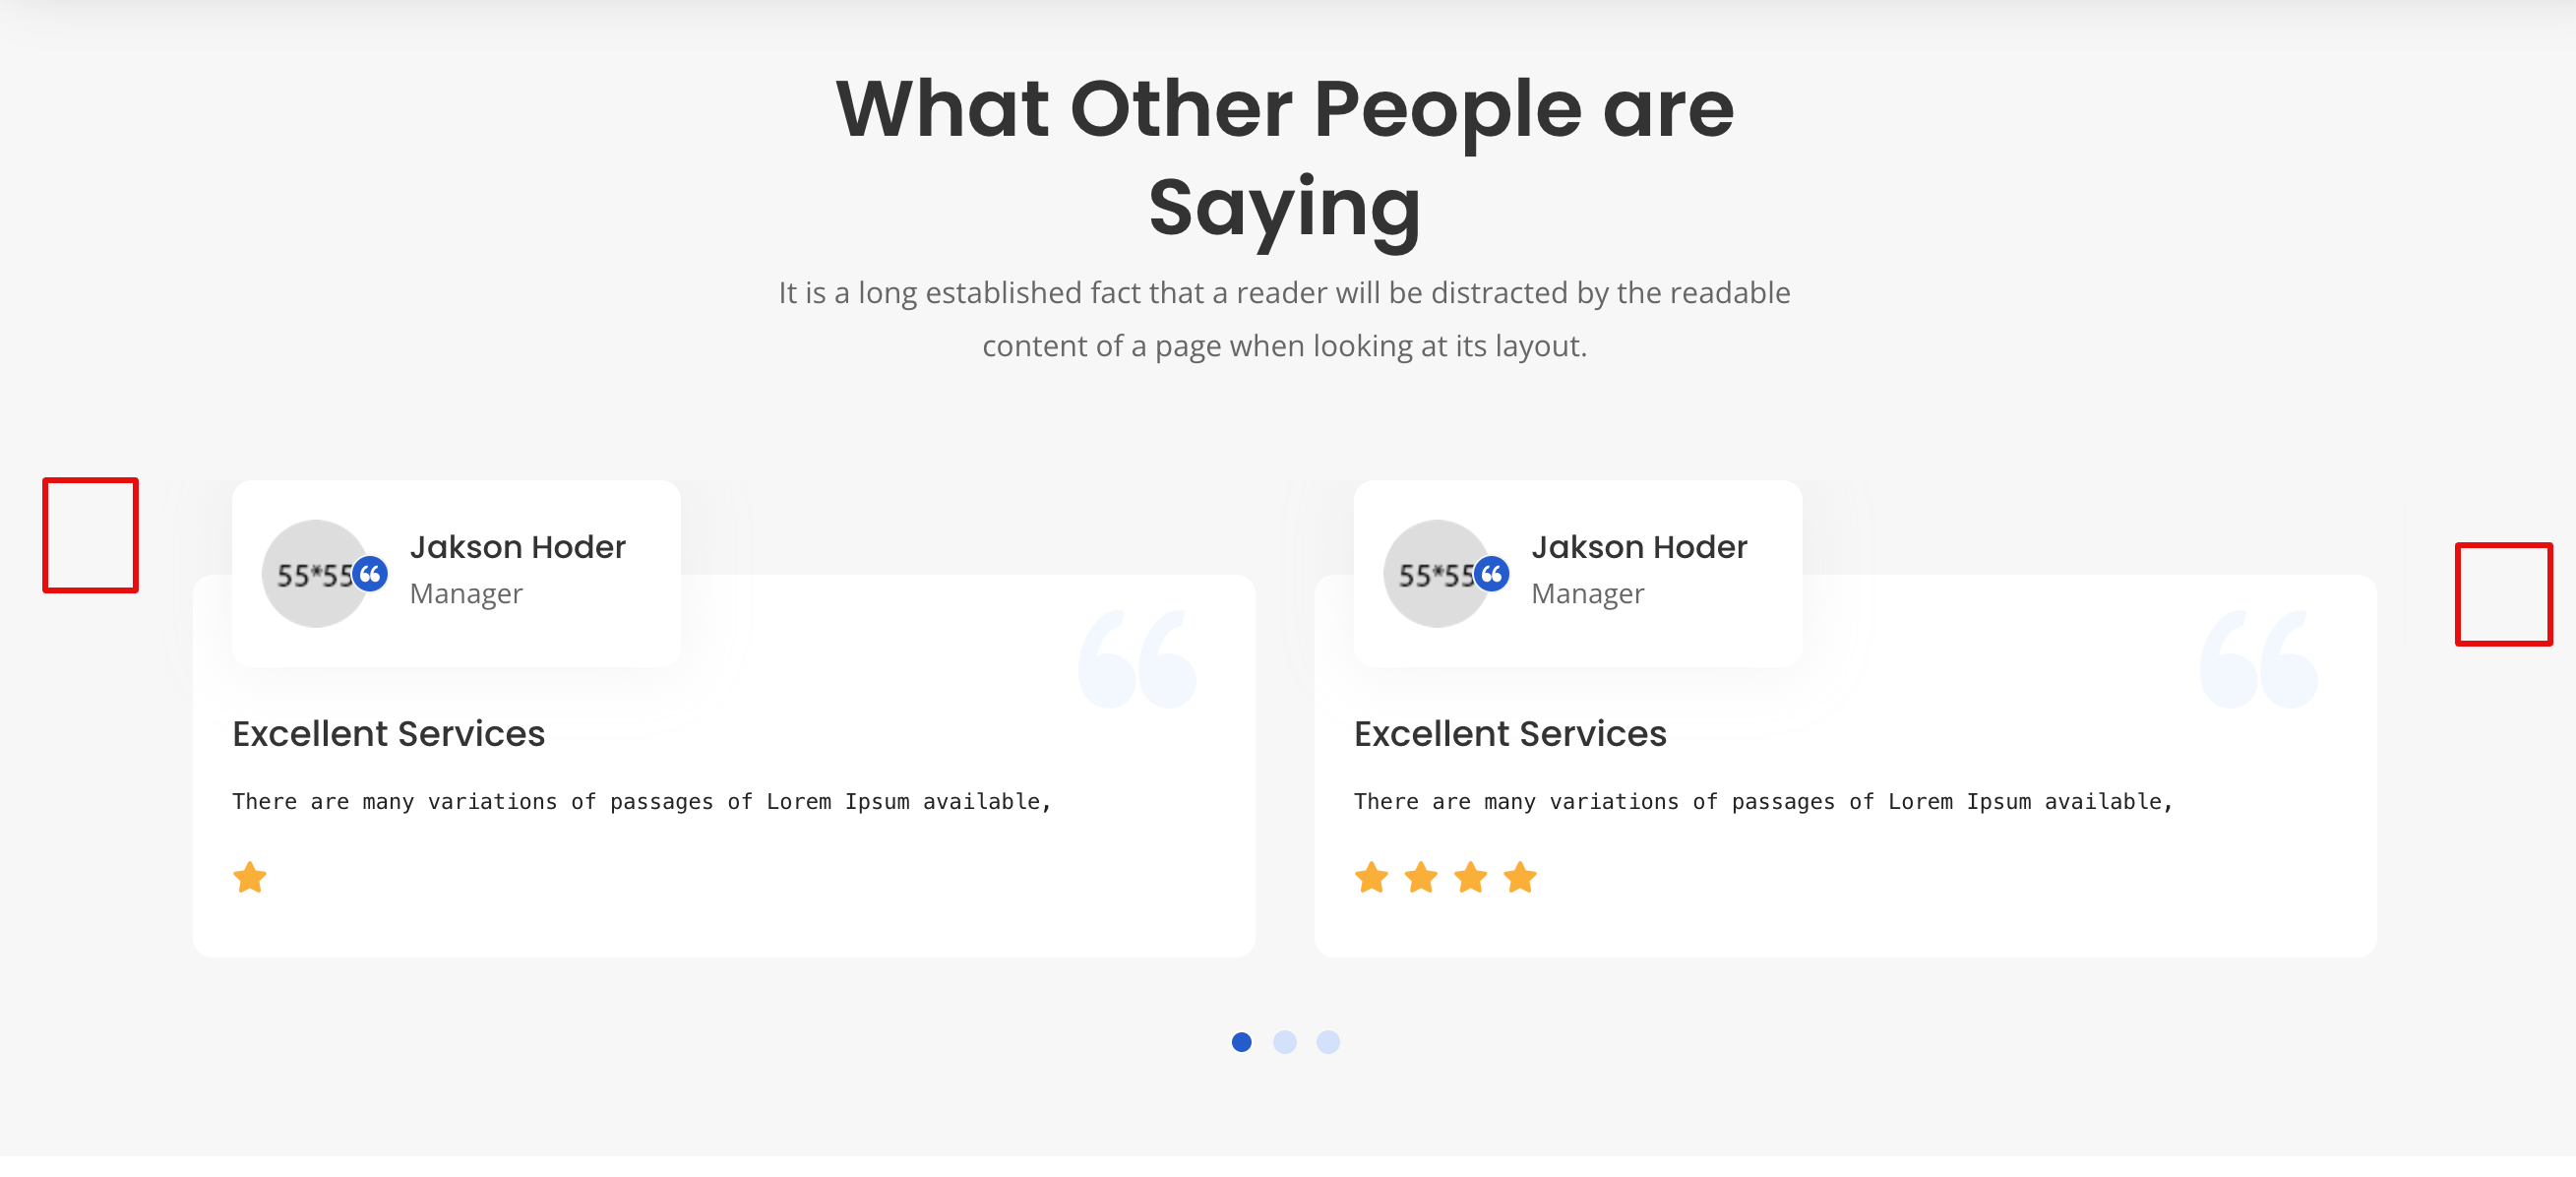 What Other People are
Saying
It is a long established fact that a reader will be distracted by the readable
content of a page when looking at its layout.
55*55
Jakson Hoder
Manager
Excellent Services
There are many variations of passages of Lorem Ipsum available,
55*55
Jakson Hoder
Manager
Excellent Services
There are many variations of passages of Lorem Ipsum available,